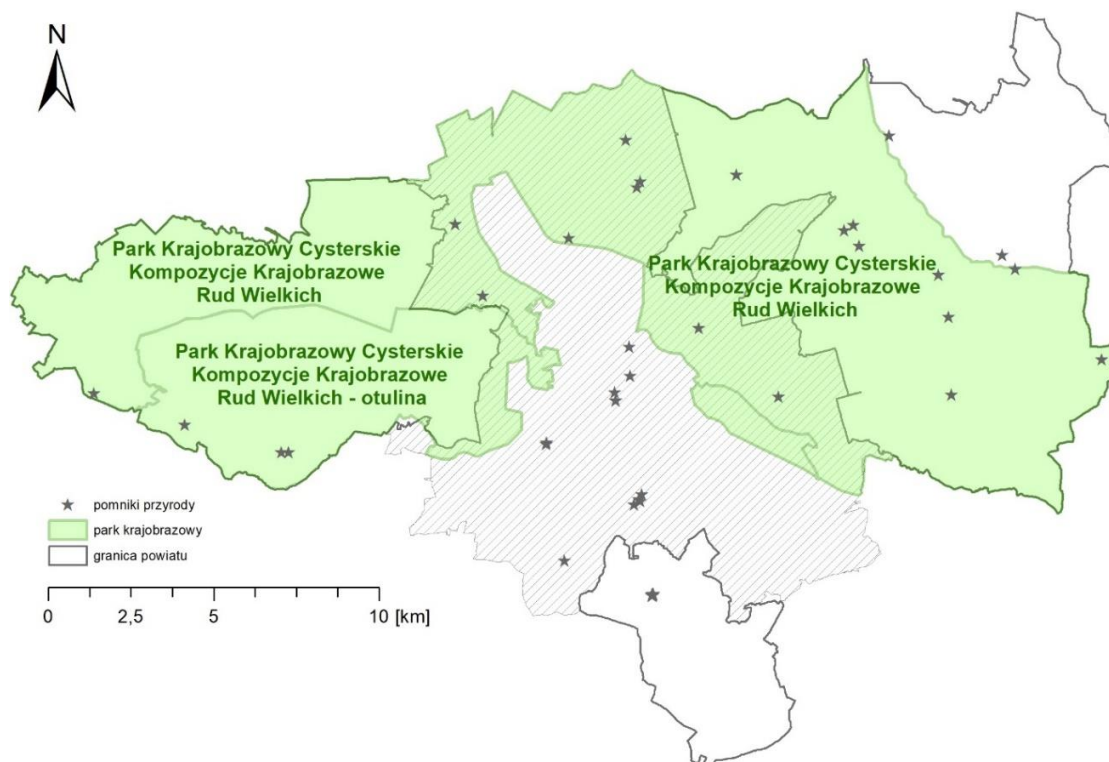 N
Park Krajobrazowy Cysterskie
Kompozycje Krajobrazowe
Rud Wielkich
Park Krajobrazowy Cysterskie
Kompozycje Krajobrazowe
Rud Wielkich
Park Krajobrazowy Cysterskie
Kompozycje Krajobrazowe
Rud Wielkich - otulina
pomniki przyrody
park krajobrazowy
granica powiatu
0 2,5 5 10 [km]